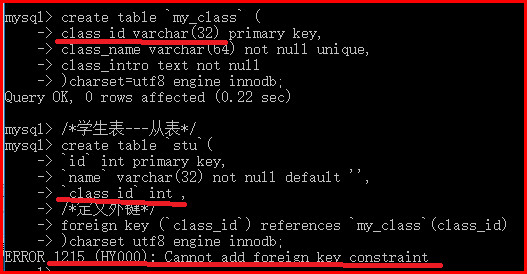 mysql> create table `my_class` (
    -> class_id varchar(32) primary key,
    -> class_name varchar(64) not null unique,
    -> class_intro text not null
    -> )charset=utf8 engine innodb;
Query OK, 0 rows affected (0.22 sec)
mysql> /*学生表---从表*/
    -> create table `stu`(
    -> `id` int primary key,
    -> `name` varchar(32) not null default '',
    -> `class_id` int ,
    -> /*定义外键*/
    -> foreign key (`class_id`) references `my_class`(class_id)
    -> )charset utf8 engine innodb;
ERROR 1215 (HY000): Cannot add foreign key constraint